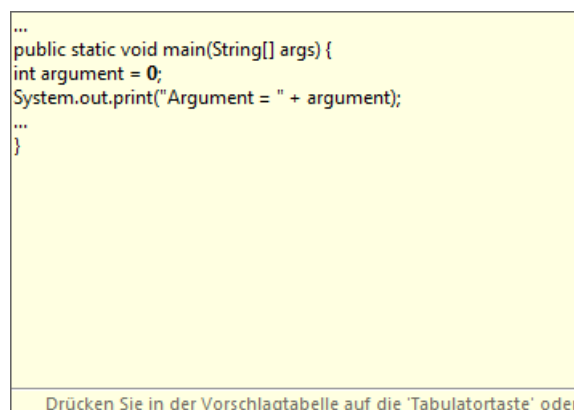 ...
public static void main(String[] args) {
int argument = 0;
System.out.print("Argument = " + argument);
...
}
Drücken Sie in der Vorschlagtabelle auf die 'Tabulatortaste' oder